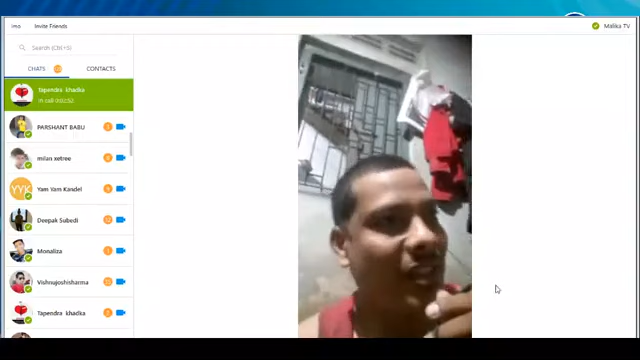 imo Invite Friends
Malika TV
Search (Ctrl+S)
CHATS
CONTACTS
Tapendra khadka
In call 00:2:52
PARSHANT BABU
milan xetree
YYK Yam Yam Kandel
Deepak Subedi
Monaliza
Vishnujoshisharma
Tapendra khadka